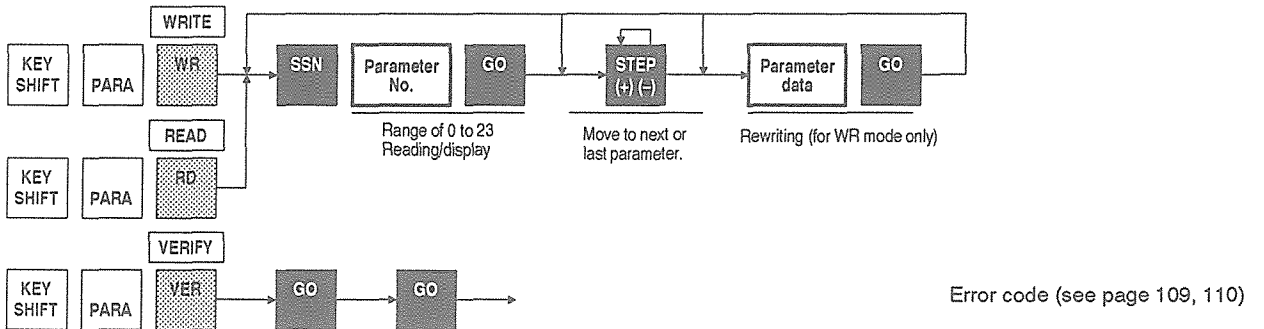 WRITE
KEY SHIFT
PARA
WR
SSN
Parameter No.
GO
STEP (+) (−)
Parameter data
GO
Range of 0 to 23
Reading/display
Move to next or
last parameter.
Rewriting (for WR mode only)
READ
KEY SHIFT
PARA
RD
VERIFY
KEY SHIFT
PARA
VER
GO
GO
Error code (see page 109, 110)